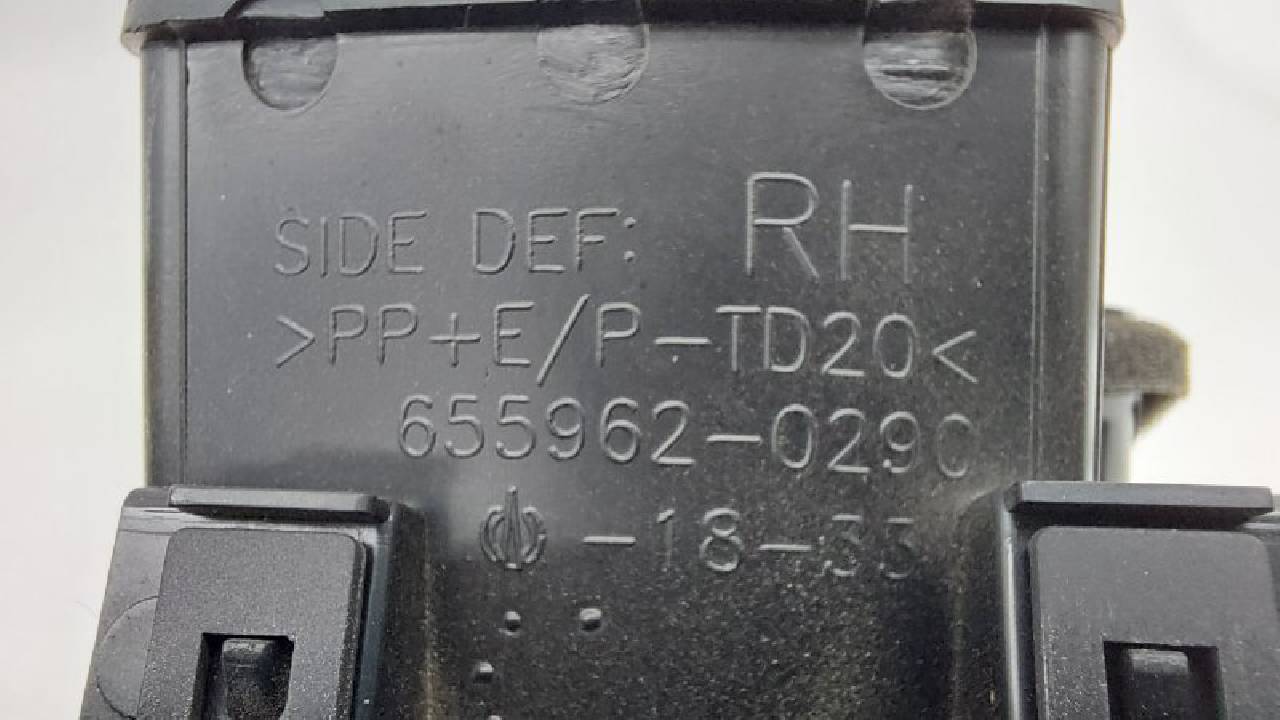 SIDE DEF: RH
>PP+E/P-TD20<
655962-0290
-18-33